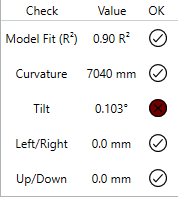 Check Value OK
Model Fit (R²) 0.90 R²
Curvature 7040 mm
Tilt 0.103°
Left/Right 0.0 mm
Up/Down 0.0 mm